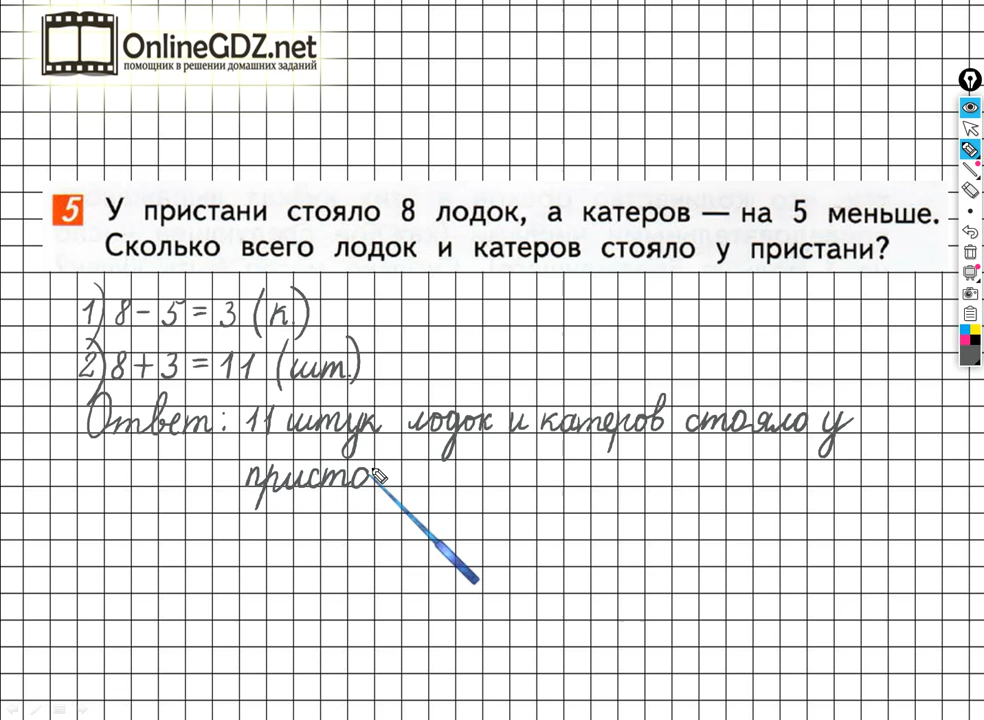 OnlineGDZ.net
помощник в решении домашних заданий
5 У пристани стояло 8 лодок, а катеров — на 5 меньше.
Сколько всего лодок и катеров стояло у пристани?
1) 8 - 5 = 3 (к.)
2) 8 + 3 = 11 (шт.)
Ответ: 11 штук лодок и катеров стояло у
присто